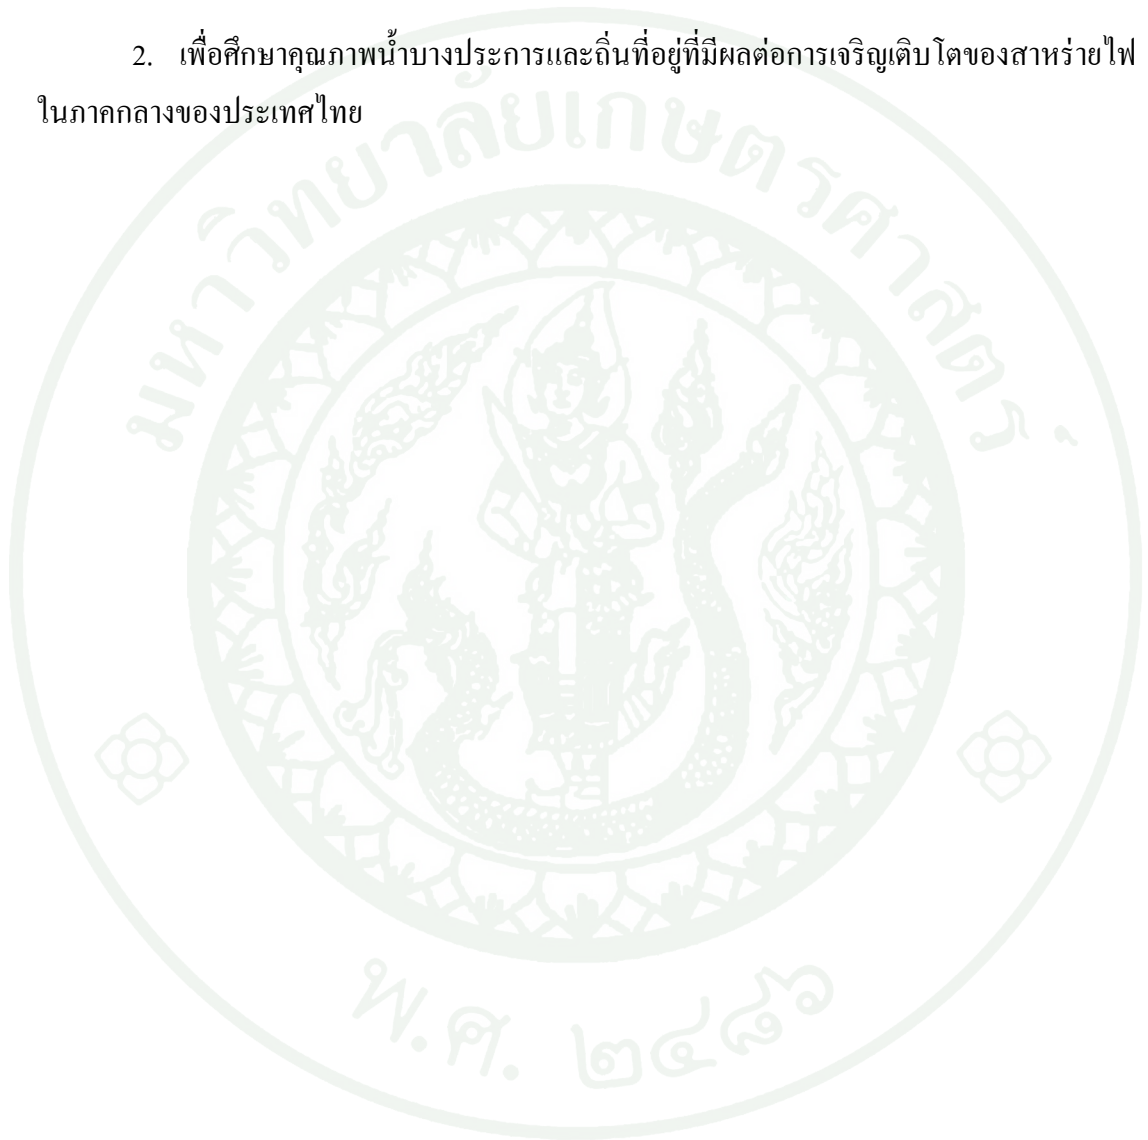 2. เพื่อศึกษาคุณภาพน้ำบางประการและถิ่นที่อยู่ที่มีผลต่อการเจริญเติบโตของสาหร่ายไฟ
ในภาคกลางของประเทศไทย
มหาวิทยาลัยเกษตรศาสตร์
พ.ศ. ๒๔๘๖